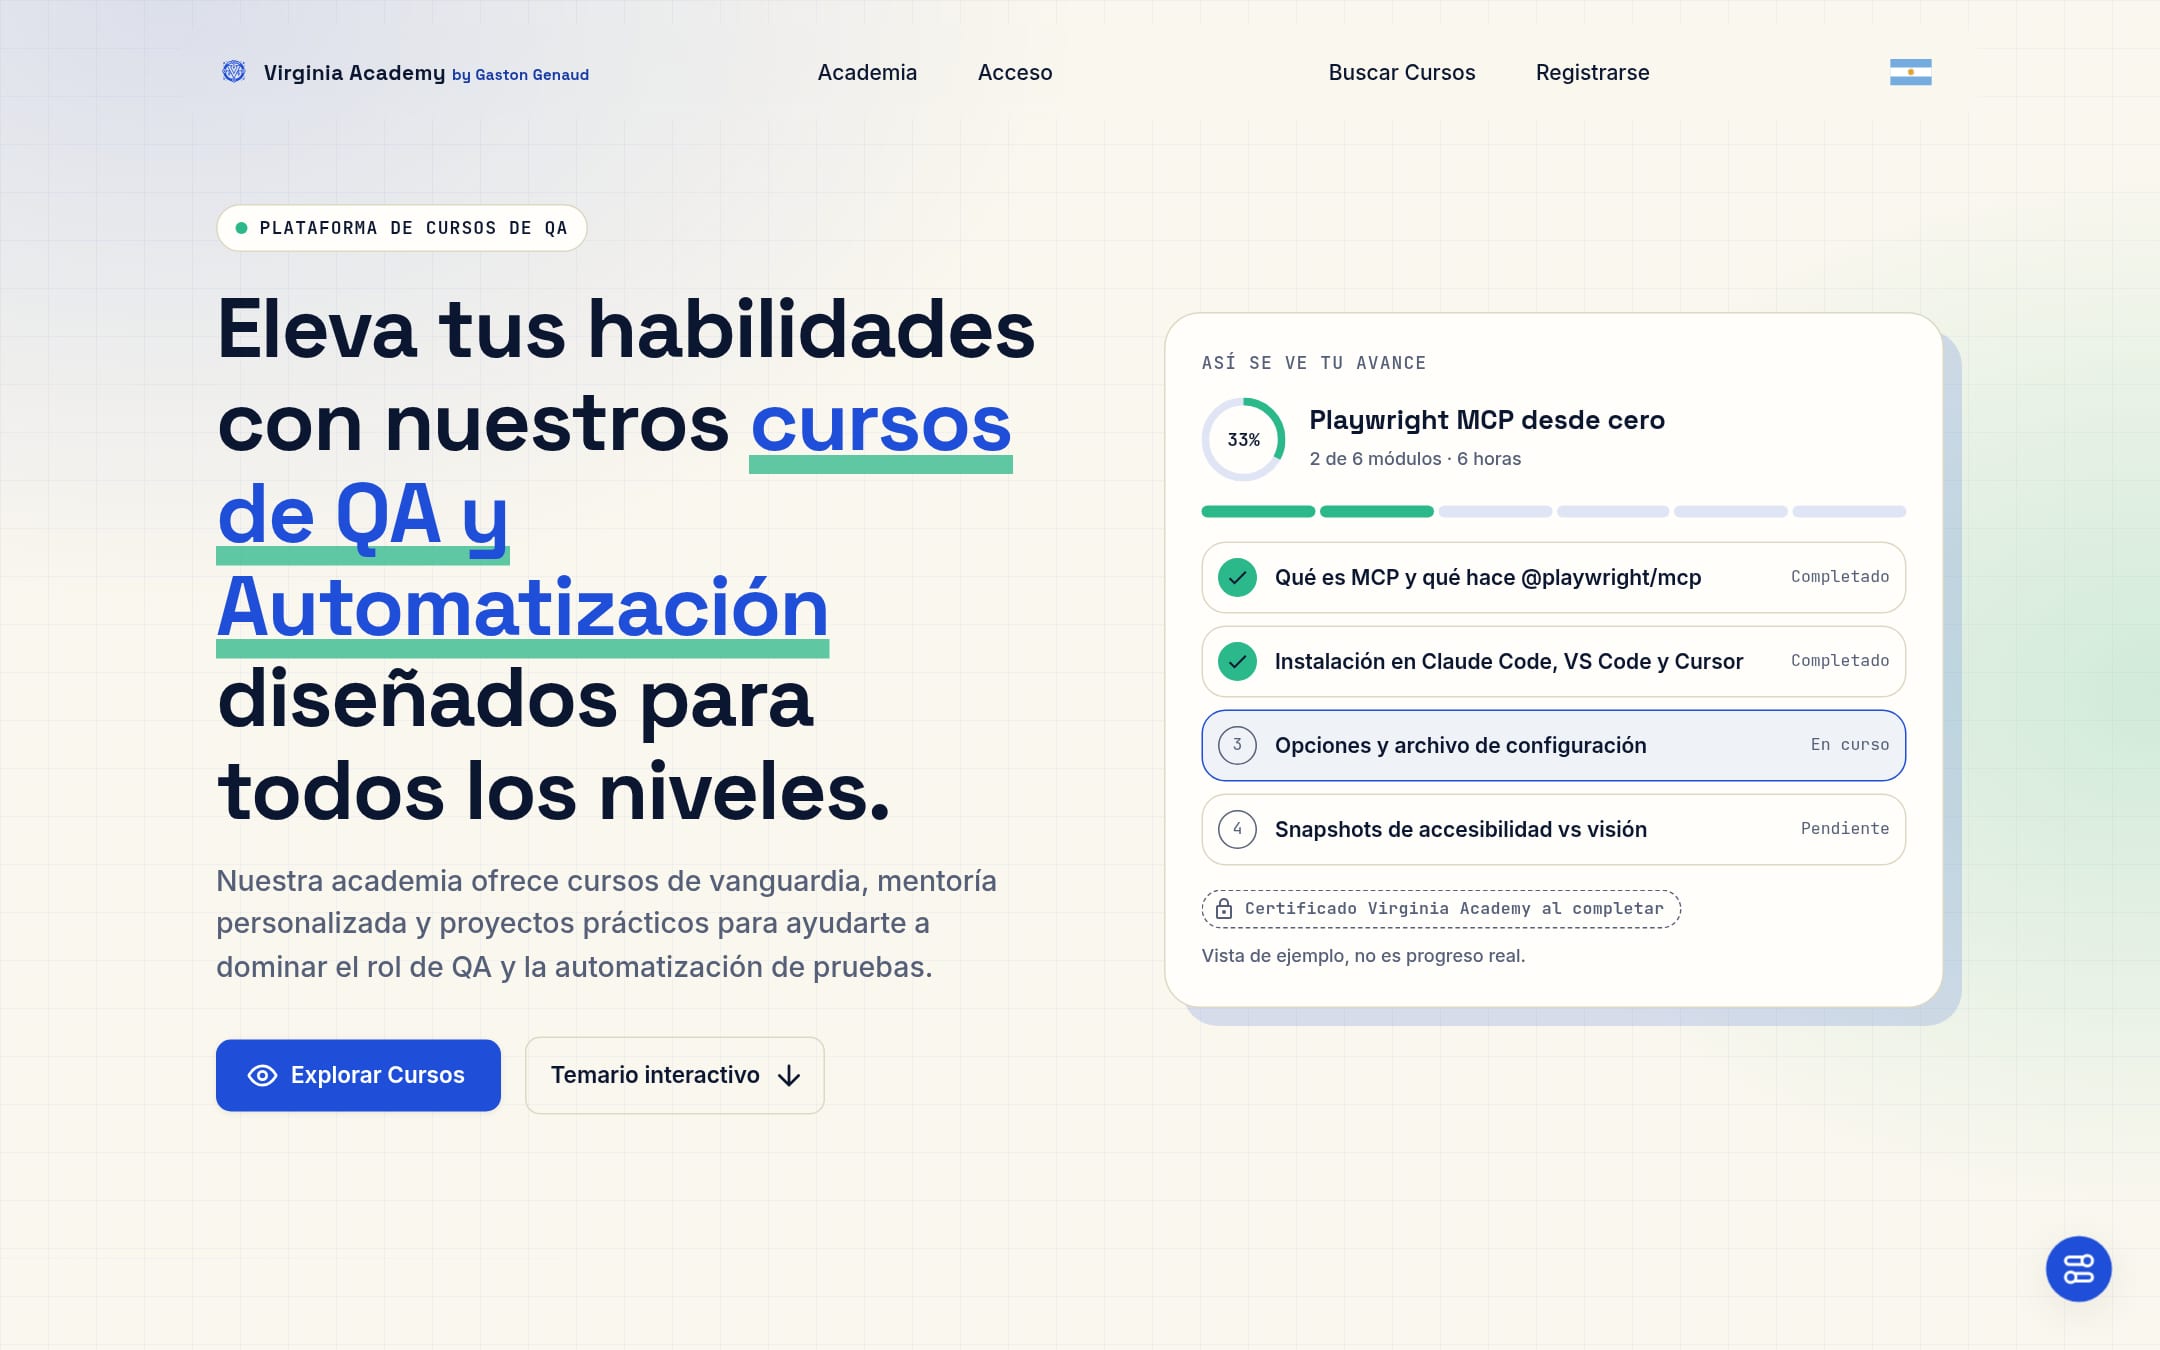 Virginia Academy by Gaston Genaud
Academia
Acceso
Buscar Cursos
Registrarse
PLATAFORMA DE CURSOS DE QA
Eleva tus habilidades
con nuestros cursos
de QA y
Automatización
diseñados para
todos los niveles.
Nuestra academia ofrece cursos de vanguardia, mentoría
personalizada y proyectos prácticos para ayudarte a
dominar el rol de QA y la automatización de pruebas.
Explorar Cursos
Temario interactivo
ASÍ SE VE TU AVANCE
33%
Playwright MCP desde cero
2 de 6 módulos · 6 horas
Qué es MCP y qué hace @playwright/mcp
Completado
Instalación en Claude Code, VS Code y Cursor
Completado
3
Opciones y archivo de configuración
En curso
4
Snapshots de accesibilidad vs visión
Pendiente
Certificado Virginia Academy al completar
Vista de ejemplo, no es progreso real.